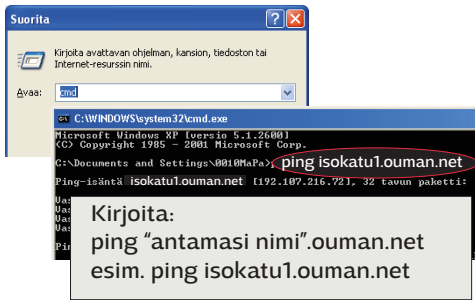 Suorita
Kirjoita avattavan ohjelman, kansion, tiedoston tai
Internet-resurssin nimi.
Avaa: cmd
C:\WINDOWS\system32\cmd.exe
Microsoft Windows XP [versio 5.1.2600]
(C) Copyright 1985 - 2001 Microsoft Corp.
C:\Documents and Settings\0010MaPa> ping isokatu1.ouman.net
Ping-isäntä isokatu1.ouman.net [192.107.216.72], 32 tavun paketti:
Kirjoita:
ping “antamasi nimi”.ouman.net
esim. ping isokatu1.ouman.net